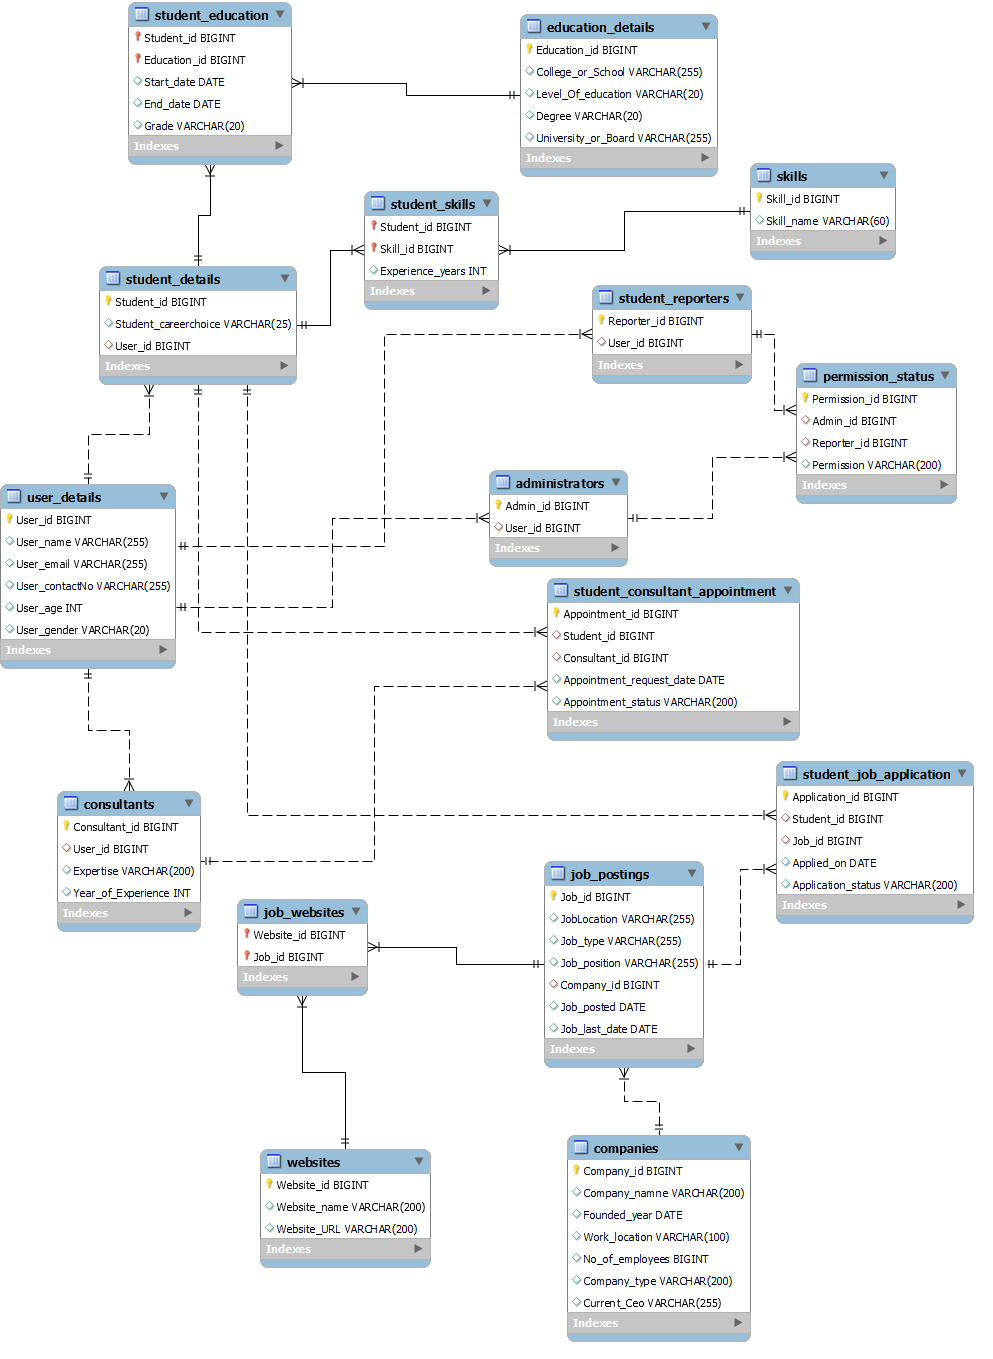 student_education
Student_id BIGINT
Education_id BIGINT
Start_date DATE
End_date DATE
Grade VARCHAR(20)
Indexes
education_details
Education_id BIGINT
College_or_School VARCHAR(255)
Level_Of_education VARCHAR(20)
Degree VARCHAR(20)
University_or_Board VARCHAR(255)
Indexes
skills
Skill_id BIGINT
Skill_name VARCHAR(60)
Indexes
student_skills
Student_id BIGINT
Skill_id BIGINT
Experience_years INT
Indexes
student_details
Student_id BIGINT
Student_careerchoice VARCHAR(25)
User_id BIGINT
Indexes
student_reporters
Reporter_id BIGINT
User_id BIGINT
Indexes
permission_status
Permission_id BIGINT
Admin_id BIGINT
Reporter_id BIGINT
Permission VARCHAR(200)
Indexes
user_details
User_id BIGINT
User_name VARCHAR(255)
User_email VARCHAR(255)
User_contactNo VARCHAR(255)
User_age INT
User_gender VARCHAR(20)
Indexes
administrators
Admin_id BIGINT
User_id BIGINT
Indexes
student_consultant_appointment
Appointment_id BIGINT
Student_id BIGINT
Consultant_id BIGINT
Appointment_request_date DATE
Appointment_status VARCHAR(200)
Indexes
student_job_application
Application_id BIGINT
Student_id BIGINT
Job_id BIGINT
Applied_on DATE
Application_status VARCHAR(200)
Indexes
consultants
Consultant_id BIGINT
User_id BIGINT
Expertise VARCHAR(200)
Year_of_Experience INT
Indexes
job_postings
Job_id BIGINT
JobLocation VARCHAR(255)
Job_type VARCHAR(255)
Job_position VARCHAR(255)
Company_id BIGINT
Job_posted DATE
Job_last_date DATE
Indexes
job_websites
Website_id BIGINT
Job_id BIGINT
Indexes
websites
Website_id BIGINT
Website_name VARCHAR(200)
Website_URL VARCHAR(200)
Indexes
companies
Company_id BIGINT
Company_namne VARCHAR(200)
Founded_year DATE
Work_location VARCHAR(100)
No_of_employees BIGINT
Company_type VARCHAR(200)
Current_Ceo VARCHAR(255)
Indexes